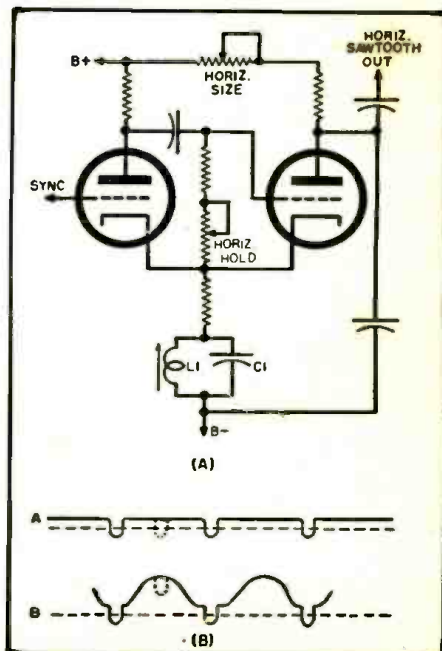 HORIZ.
SAWTOOTH
OUT
B+
HORIZ.
SIZE
SYNC
HORIZ
HOLD
L1
C1
B-
(A)
A
B
(B)